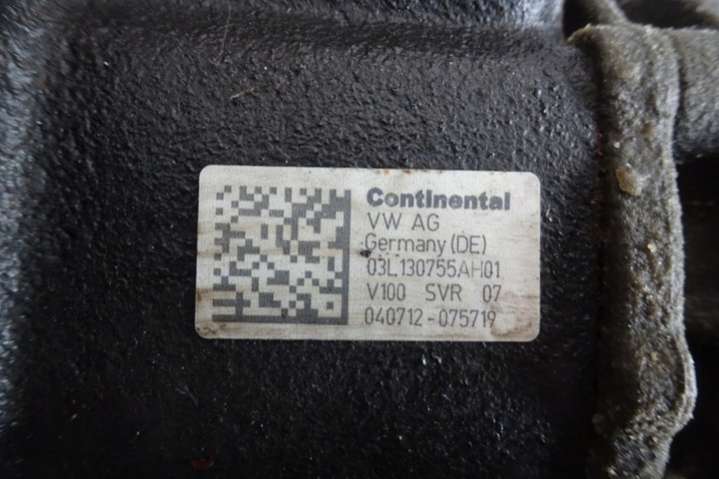 Continental
VW AG
Germany (DE)
03L130755AH01
V100 SVR 07
040712-075719